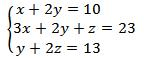 x + 2y = 10
3x + 2y + z = 23
y + 2z = 13